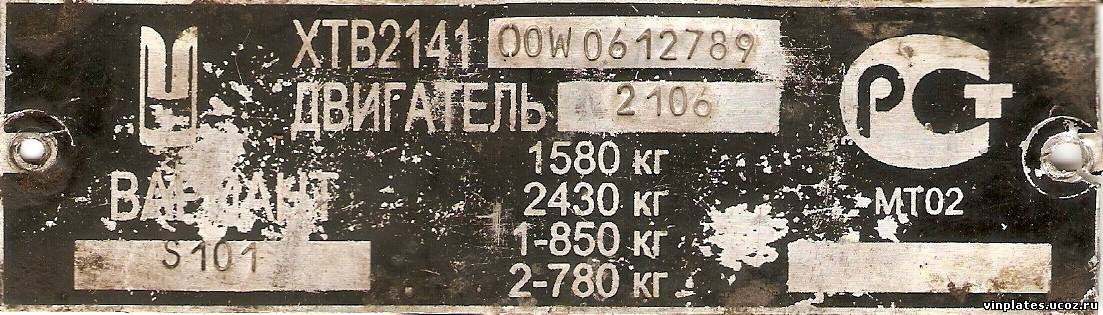 ХТВ2141 00W0612789
ДВИГАТЕЛЬ 2106
1580 кг
ВАРИАНТ
2430 кг
S101
1-850 кг
2-780 кг
РСТ
МТ02
vinplates.ucoz.ru